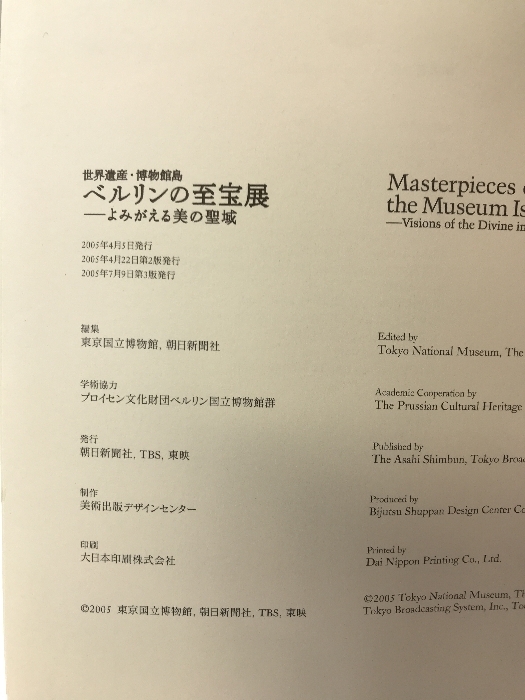 世界遺産・博物館島
ベルリンの至宝展
──よみがえる美の聖域
2005年4月5日発行
2005年4月22日第2版発行
2005年7月9日第3版発行
編集
東京国立博物館, 朝日新聞社
学術協力
プロイセン文化財団ベルリン国立博物館群
発行
朝日新聞社, TBS, 東映
制作
美術出版デザインセンター
印刷
大日本印刷株式会社
©2005 東京国立博物館, 朝日新聞社, TBS, 東映
Masterpieces
the Museum Is
—Visions of the Divine in
Edited by
Tokyo National Museum, The
Academic Cooperation by
The Prussian Cultural Heritage
Published by
The Asahi Shimbun, Tokyo Broad
Produced by
Bijutsu Shuppan Design Center Co
Printed by
Dai Nippon Printing Co., Ltd.
©2005 Tokyo National Museum, Th
Tokyo Broadcasting System, Inc., To